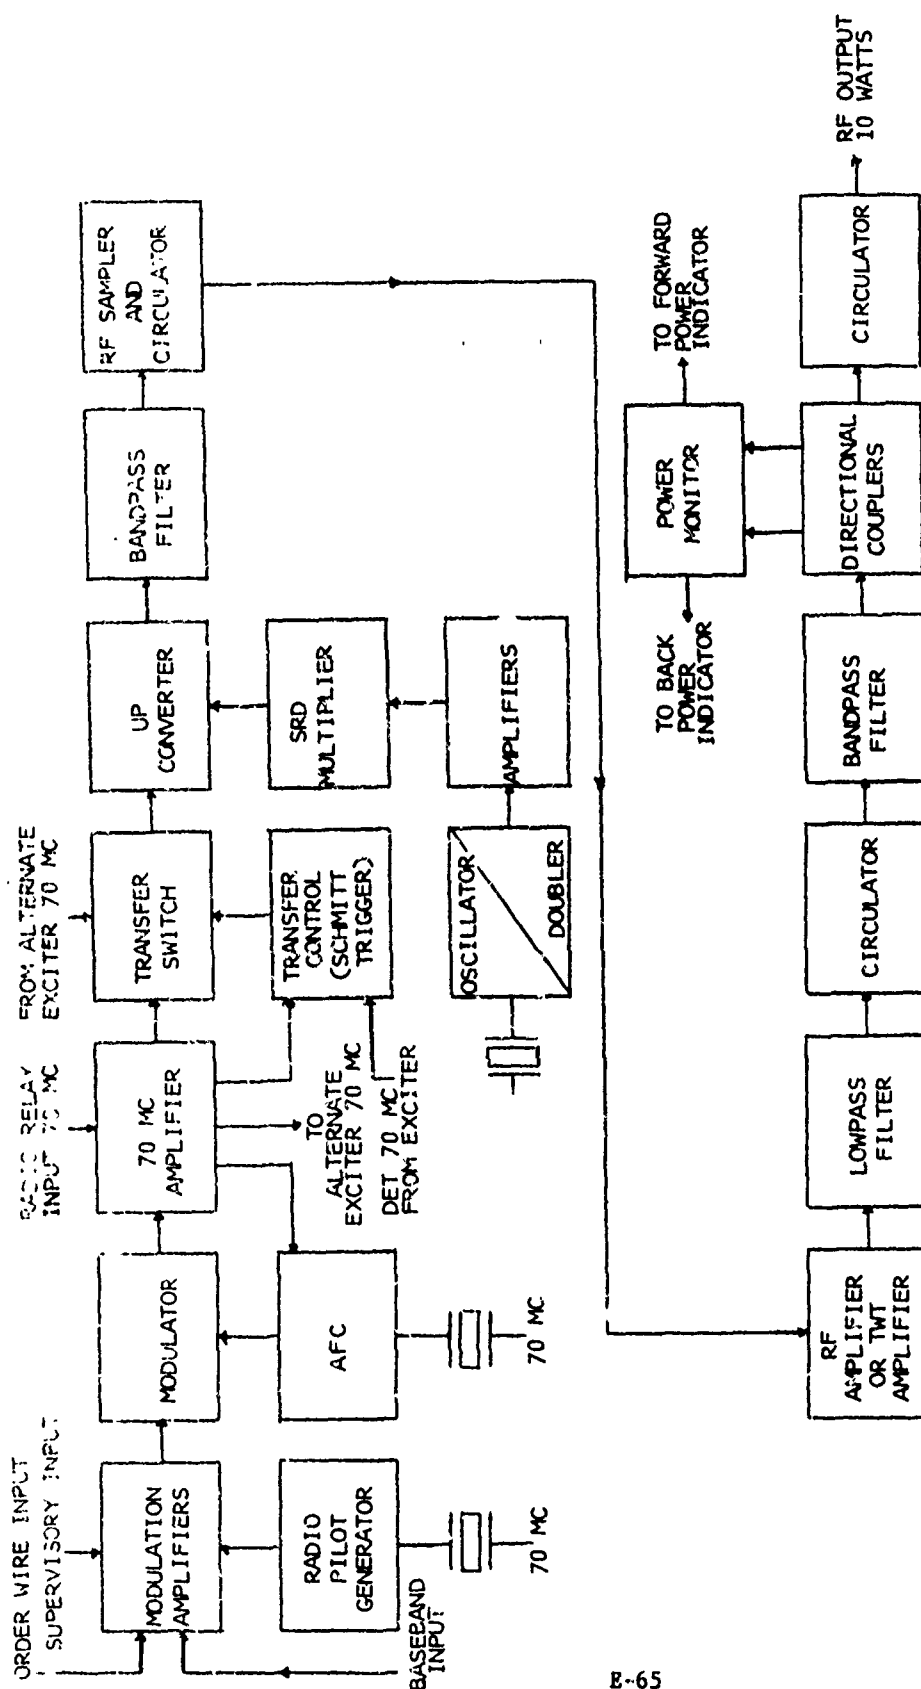 ORDER WIRE INPUT
SUPERVISORY INPUT
RADIO RELAY
INPUT 70 MC
FROM ALTERNATE
EXCITER 70 MC
MODULATION
AMPLIFIERS
MODULATOR
70 MC
AMPLIFIER
TRANSFER
SWITCH
UP
CONVERTER
BANDPASS
FILTER
RF SAMPLER
AND
CIRCULATOR
RADIO
PILOT
GENERATOR
AFC
TRANSFER
CONTROL
(SCHMITT
TRIGGER)
SRD
MULTIPLIER
BASEBAND
INPUT
70 MC
70 MC
TO
ALTERNATE
EXCITER 70 MC
DET 70 MC
FROM EXCITER
OSCILLATOR
DOUBLER
AMPLIFIERS
TO BACK
POWER
INDICATOR
POWER
MONITOR
TO FORWARD
POWER
INDICATOR
RF
AMPLIFIER
OR TWT
AMPLIFIER
LOWPASS
FILTER
CIRCULATOR
BANDPASS
FILTER
DIRECTIONAL
COUPLERS
CIRCULATOR
RF OUTPUT
10 WATTS
E-65